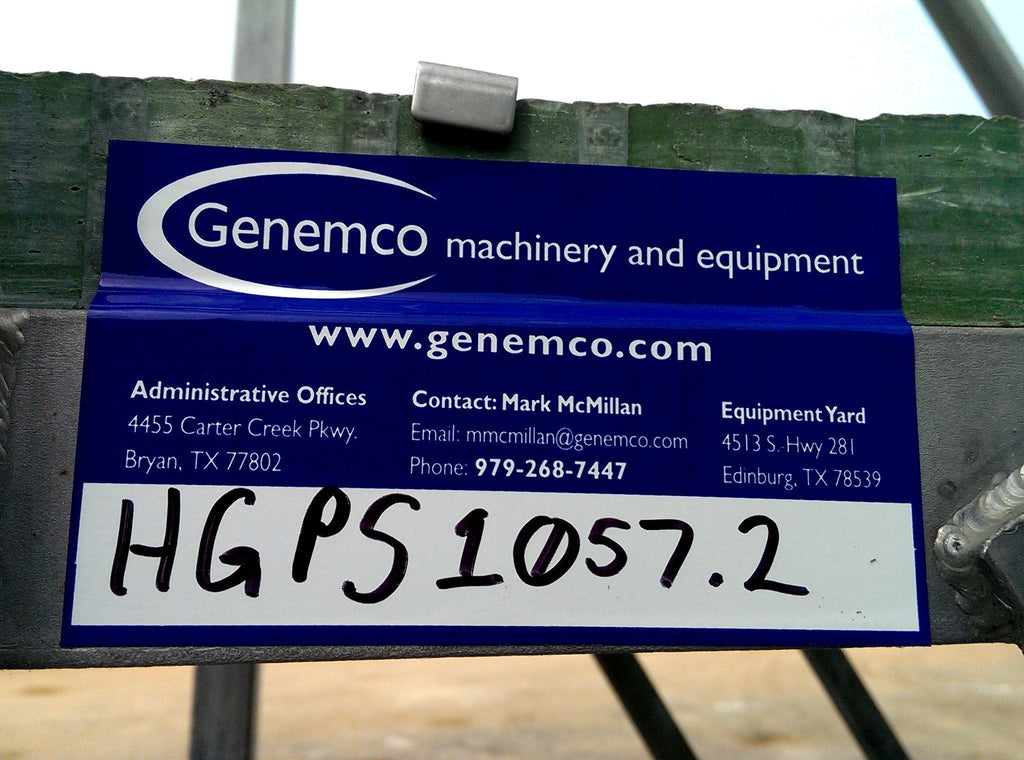 Genemco machinery and equipment
www.genemco.com
Administrative Offices
4455 Carter Creek Pkwy.
Bryan, TX 77802
Contact: Mark McMillan
Email: mmcmillan@genemco.com
Phone: 979-268-7447
Equipment Yard
4513 S. Hwy 281
Edinburg, TX 78539
HGPS1057.2